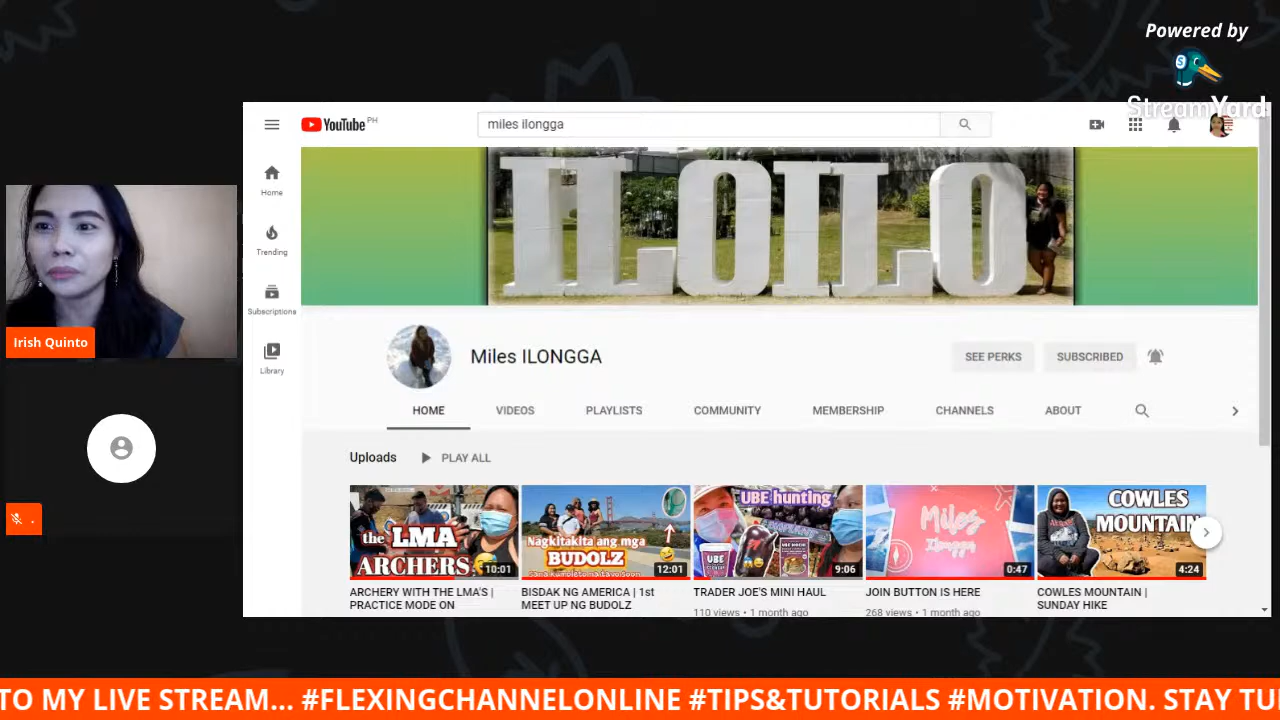 Powered by
StreamYard
YouTube PH
miles ilongga
Home
Trending
Subscriptions
Library
ILOILO
Miles ILONGGA
SEE PERKS
SUBSCRIBED
HOME
VIDEOS
PLAYLISTS
COMMUNITY
MEMBERSHIP
CHANNELS
ABOUT
Uploads
PLAY ALL
the LMA
ARCHERS
10:01
Nagkitakita ang mga
BUDOLZ
12:01
UBE hunting
UBE
9:06
Miles
Ilongga
0:47
COWLES
MOUNTAIN
4:24
ARCHERY WITH THE LMA'S |
PRACTICE MODE ON
BISDAK NG AMERICA | 1st
MEET UP NG BUDOLZ
TRADER JOE'S MINI HAUL
110 views • 1 month ago
JOIN BUTTON IS HERE
268 views • 1 month ago
COWLES MOUNTAIN |
SUNDAY HIKE
Irish Quinto
.
TO MY LIVE STREAM... #FLEXINGCHANNELONLINE #TIPS&TUTORIALS #MOTIVATION. STAY TU